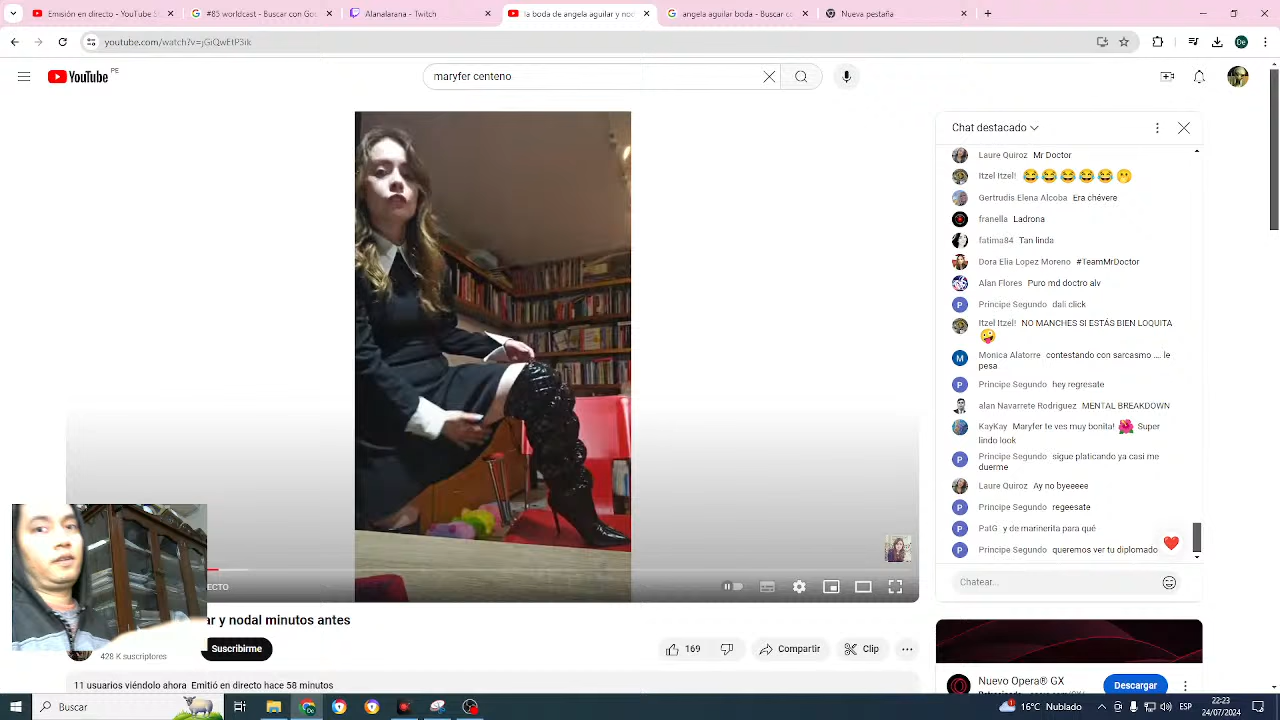 Emisión en directo - YouTube St
#85 worldcast - Buscar con Goo
Alanalarana - Twitch
la boda de angela aguilar y nod
angela aguilar boda - Buscar co
Nueva pestaña
youtube.com/watch?v=jGiQwEtP3ik
De
YouTube PE
maryfer centeno
Chat destacado
Laure Quiroz Mr Doctor
Itzel Itzel! 😂😂😂😂😂🤭
Gertrudis Elena Alcoba Era chévere
franella Ladrona
fatima84 Tan linda
Dora Elia Lopez Moreno #TeamMrDoctor
Alan Flores Puro md doctro alv
P Principe Segundo dali click
Itzel Itzel! NO MANCHES SI ESTÁS BIEN LOQUITA
🤪
M Monica Alatorre contestando con sarcasmo .... le
pesa
P Principe Segundo hey regresate
alan Navarrete Rodriguez MENTAL BREAKDOWN
KayKay Maryfer te ves muy bonita! 🌺 Super
lindo look
P Principe Segundo sigue platicando ya casi me
duerme
Laure Quiroz Ay no byeeeee
P Principe Segundo regeesate
PatG y de marinerita para qué
P Principe Segundo queremos ver tu diplomado
Chatear...
ECTO
ar y nodal minutos antes
428 K suscriptores
Suscribirme
169
Compartir
Clip
11 usuarios viéndolo ahora Emitió en directo hace 58 minutos
Nuevo Opera® GX
Descargar
Buscar
15°C Nublado
ESP
22:23
24/07/2024